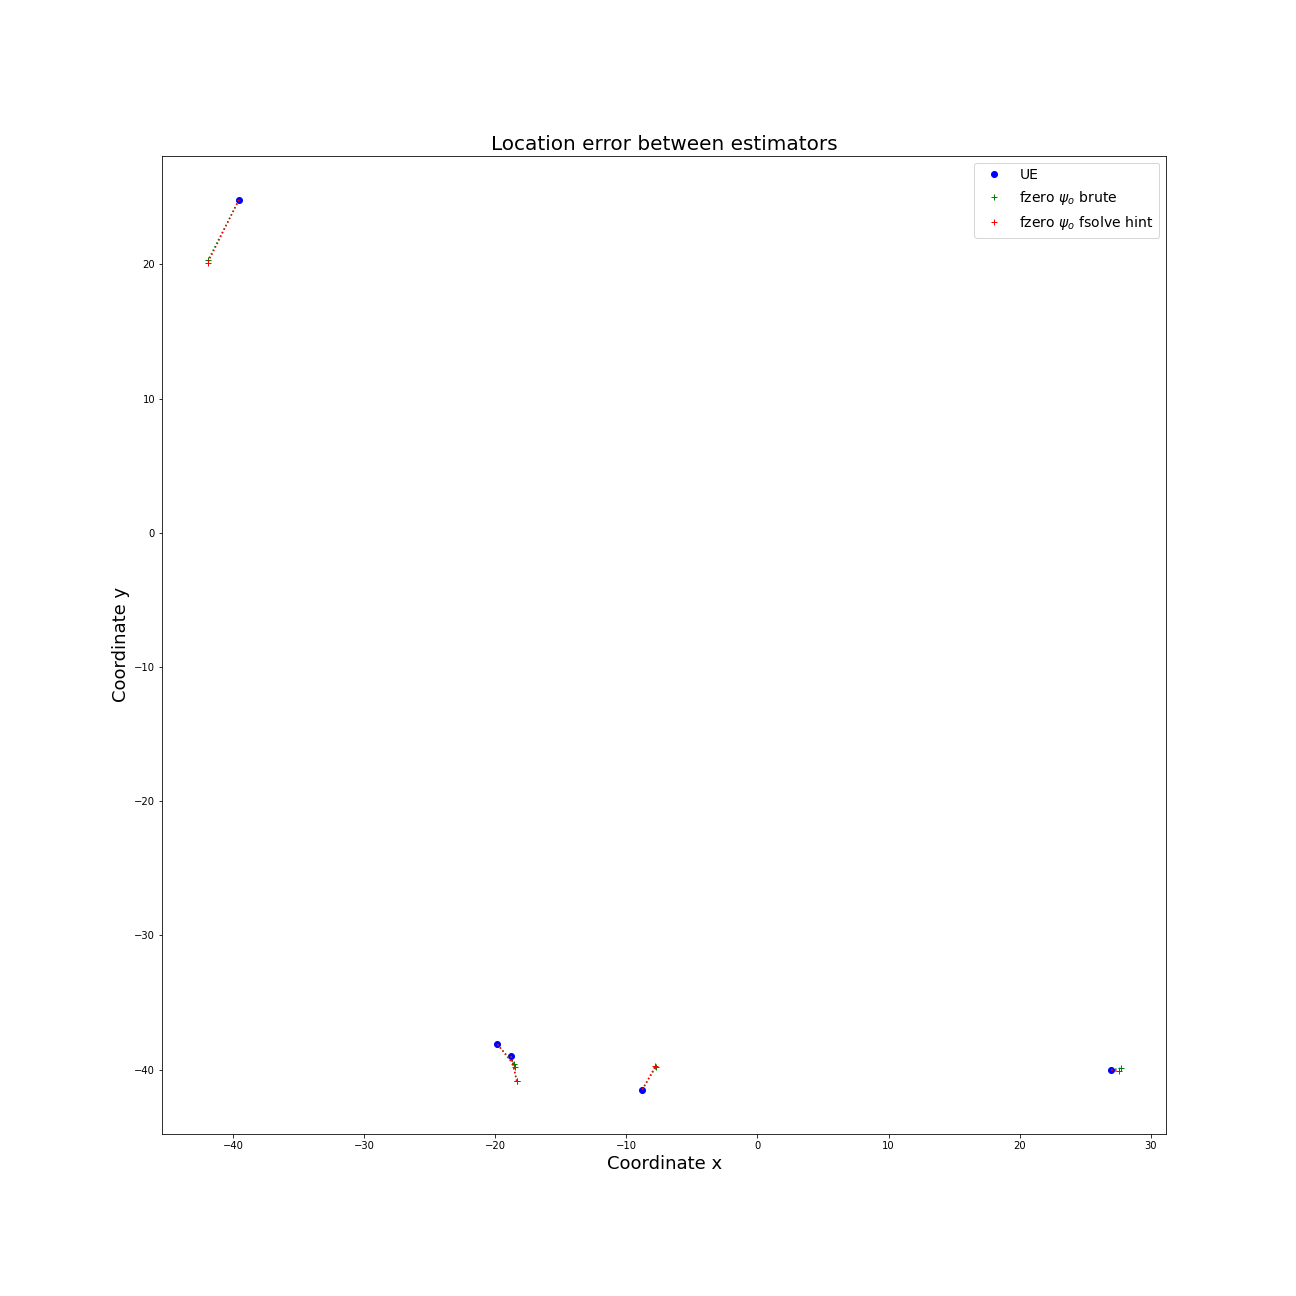 Location error between estimators
UE
fzero ψₒ brute
fzero ψₒ fsolve hint
20
10
0
−10
−20
−30
−40
Coordinate y
−40 −30 −20 −10 0 10 20 30
Coordinate x